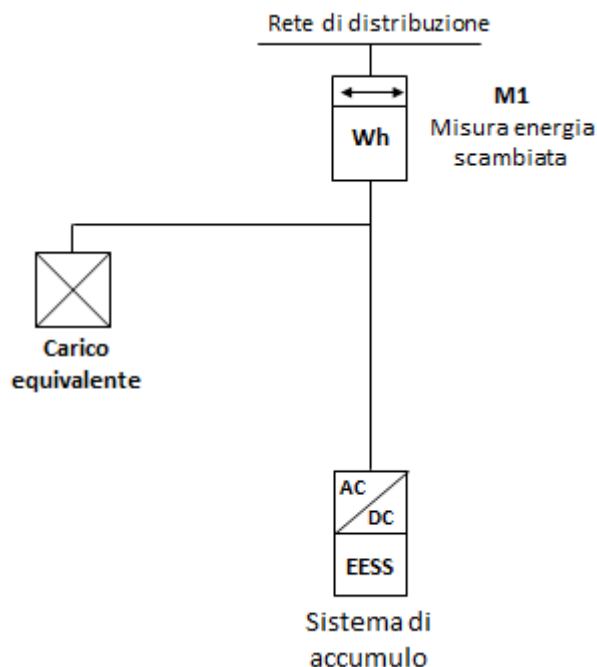 Rete di distribuzione
M1
Wh
Misura energia
scambiata
Carico
equivalente
AC
DC
EESS
Sistema di
accumulo